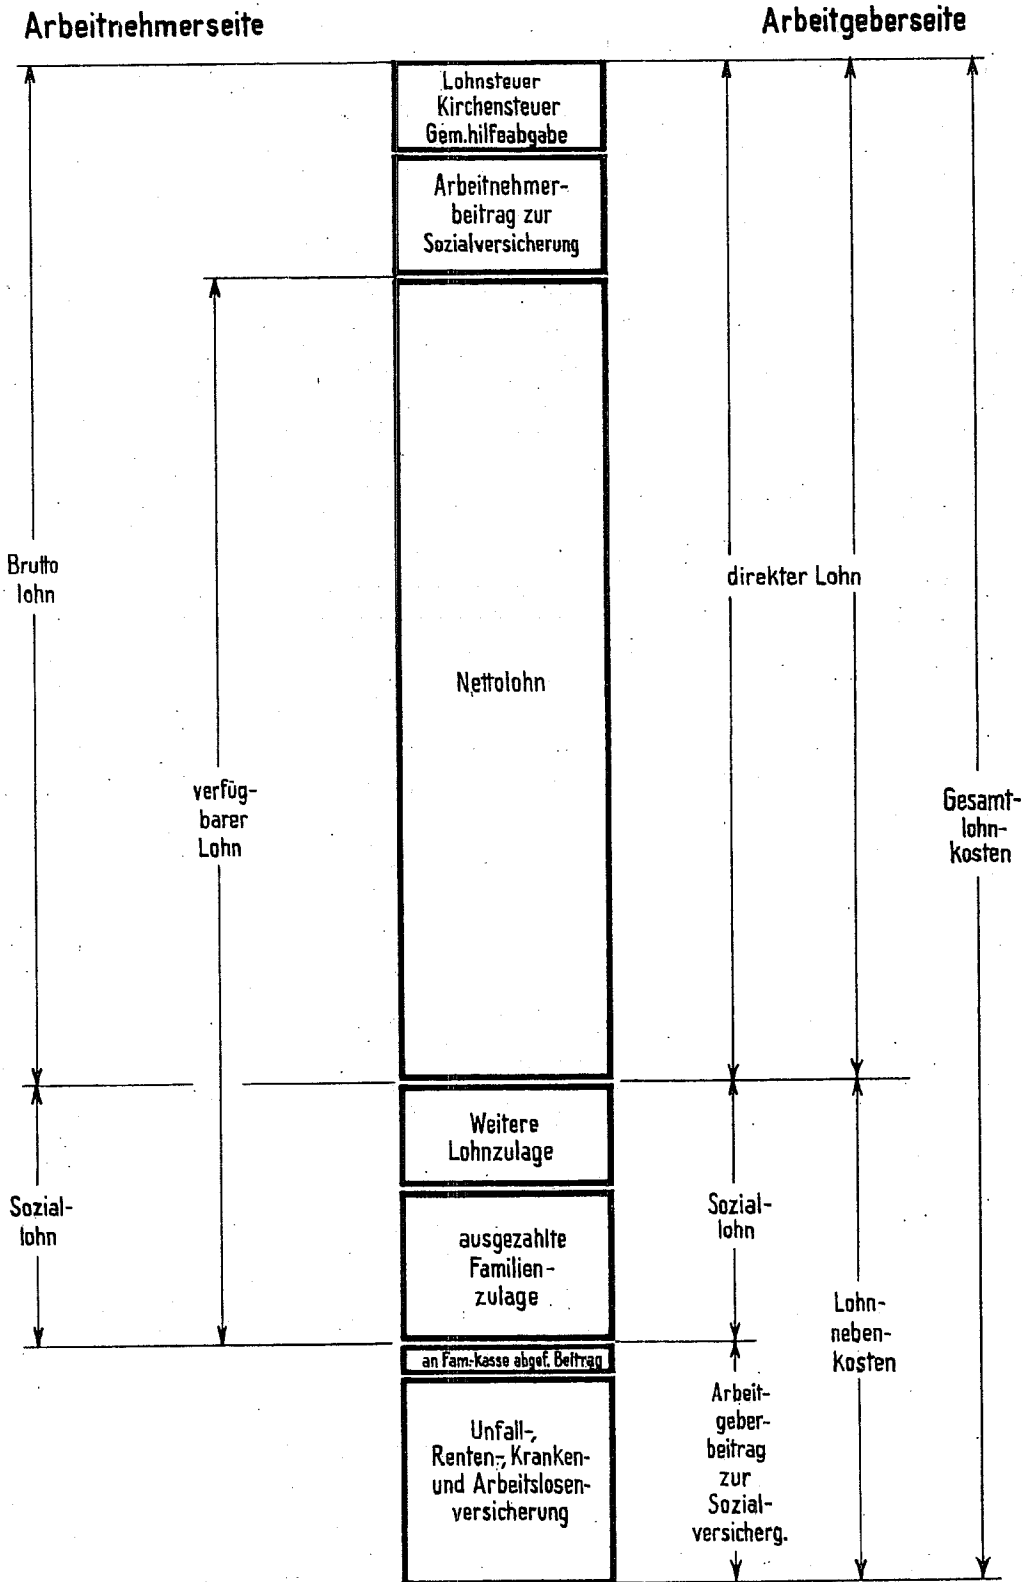 Arbeitnehmerseite
Arbeitgeberseite
Lohnsteuer
Kirchensteuer
Gem.hilfeabgabe
Arbeitnehmer-
beitrag zur
Sozialversicherung
Brutto
lohn
direkter Lohn
Nettolohn
verfüg-
barer
Lohn
Gesamt-
lohn-
kosten
Weitere
Lohnzulage
Sozial-
lohn
ausgezahlte
Familien-
zulage
Sozial-
lohn
Lohn-
neben-
kosten
an Fam.-kasse abgef. Beitrag
Unfall-,
Renten-, Kranken-
und Arbeitslosen-
versicherung
Arbeit-
geber-
beitrag
zur
Sozial-
versicherg.